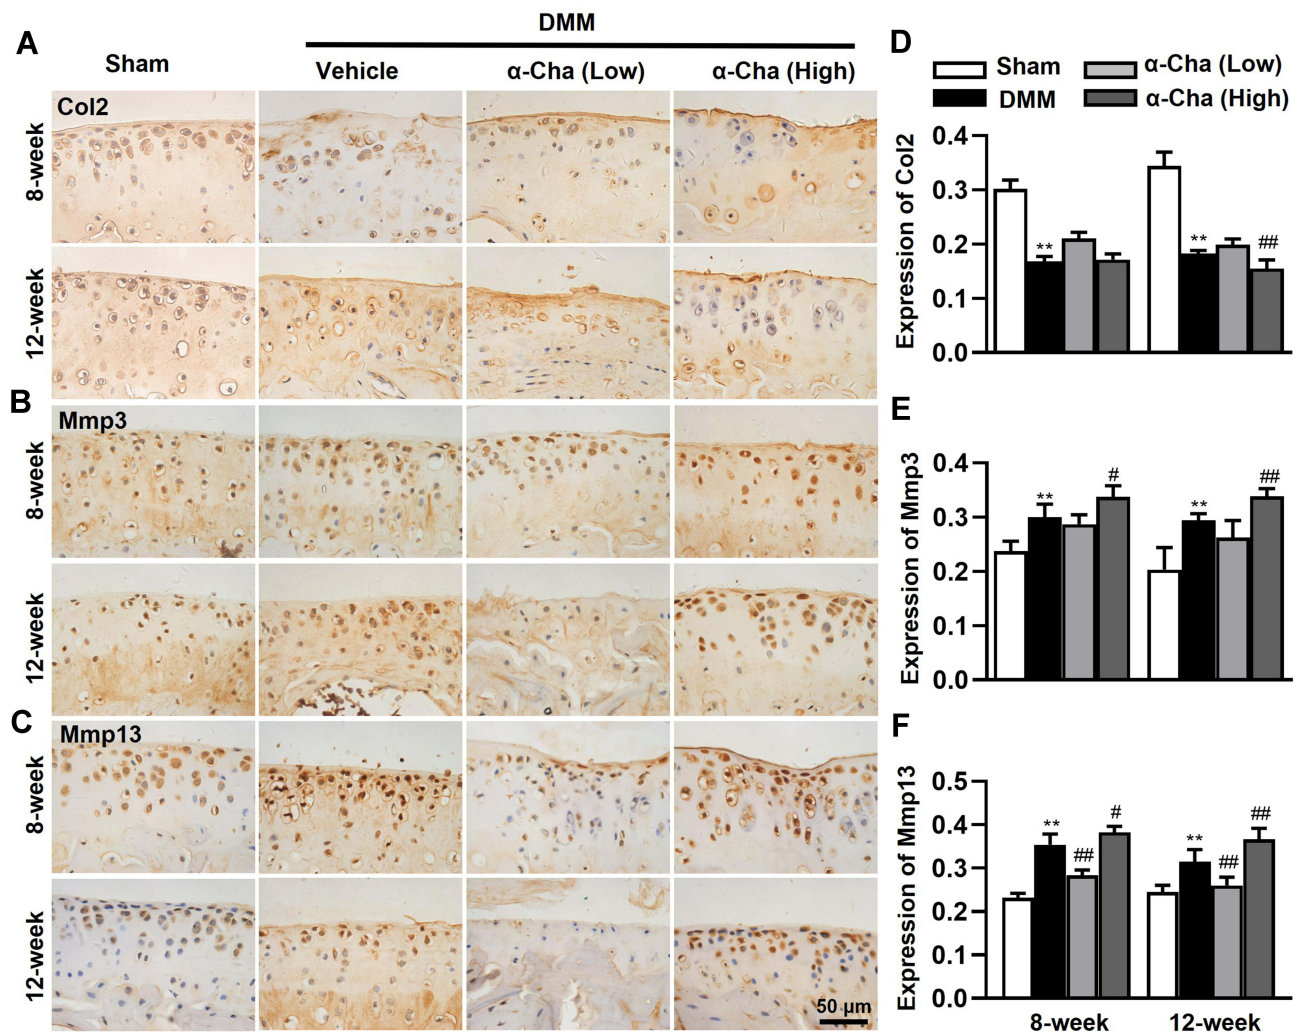 A
DMM
Sham
Vehicle
α-Cha (Low)
α-Cha (High)
Col2
8-week
12-week
B
Mmp3
8-week
12-week
C
Mmp13
8-week
12-week
50 µm
D
Sham
α-Cha (Low)
DMM
α-Cha (High)
Expression of Col2
0.4
0.3
0.2
0.1
0.0
**
**
##
E
Expression of Mmp3
0.4
0.3
0.2
0.1
0.0
**
#
**
##
F
Expression of Mmp13
0.5
0.4
0.3
0.2
0.1
0.0
**
##
#
**
##
##
8-week
12-week